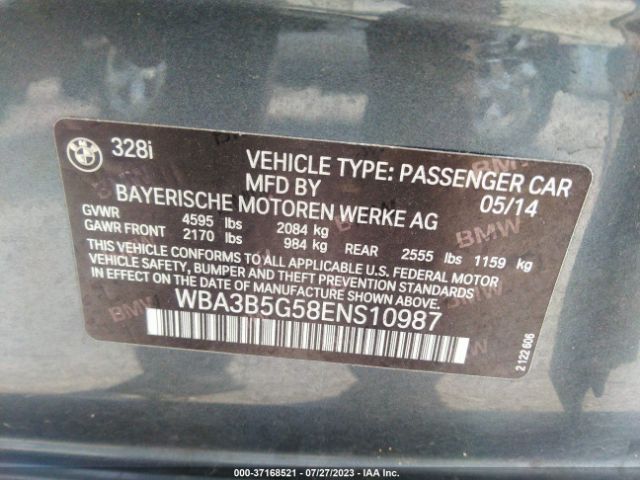 BMW 328i
VEHICLE TYPE: PASSENGER CAR
MFD BY 05/14
BAYERISCHE MOTOREN WERKE AG
GVWR 4595 lbs 2084 kg
GAWR FRONT 2170 lbs 984 kg REAR 2555 lbs 1159 kg
THIS VEHICLE CONFORMS TO ALL APPLICABLE U.S. FEDERAL MOTOR
VEHICLE SAFETY, BUMPER AND THEFT PREVENTION STANDARDS
IN EFFECT ON THE DATE OF MANUFACTURE SHOWN ABOVE.
WBA3B5G58ENS10987
2 122 606
000-37168521 - 07/27/2023 - IAA Inc.